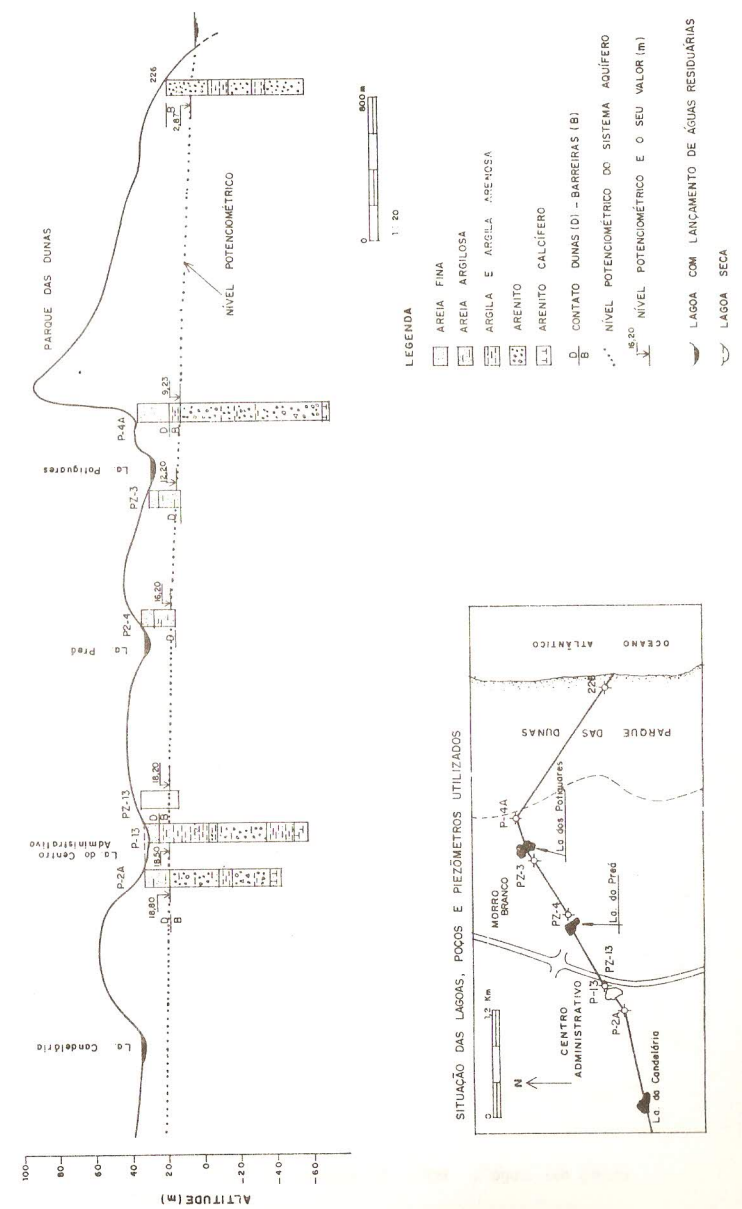 ALTITUDE (m)
100
80
60
40
20
0
-20
-40
-60
La. Candelária
D
B
18,80
P-2A
La do Centro
Administrativo
18,50
P-13
D
B
PZ-13
18,20
La Preá
PZ-4
D
16,20
PZ-3
D
12,20
La. Potiguares
P-4A
D
B
9,23
PARQUE DAS DUNAS
NÍVEL POTENCIOMÉTRICO
B
2,87
226
0
800m
1:20
LEGENDA
AREIA FINA
AREIA ARGILOSA
ARGILA E ARGILA ARENOSA
ARENITO
ARENITO CALCÍFERO
D
B
CONTATO DUNAS (D) - BARREIRAS (B)
NÍVEL POTENCIOMÉTRICO DO SISTEMA AQUÍFERO
16,20
NÍVEL POTENCIOMÉTRICO E O SEU VALOR (m)
LAGOA COM LANÇAMENTO DE ÁGUAS RESIDUÁRIAS
LAGOA SECA
SITUAÇÃO DAS LAGOAS, POÇOS E PIEZÔMETROS UTILIZADOS
0
1,2 Km
N
CENTRO
ADMINISTRATIVO
MORRO
BRANCO
La. da Candelária
P-2A
P-13
PZ-13
PZ-4
La. do Preá
PZ-3
La. dos Potiguares
P-14A
PARQUE DAS DUNAS
226
OCEANO ATLÂNTICO